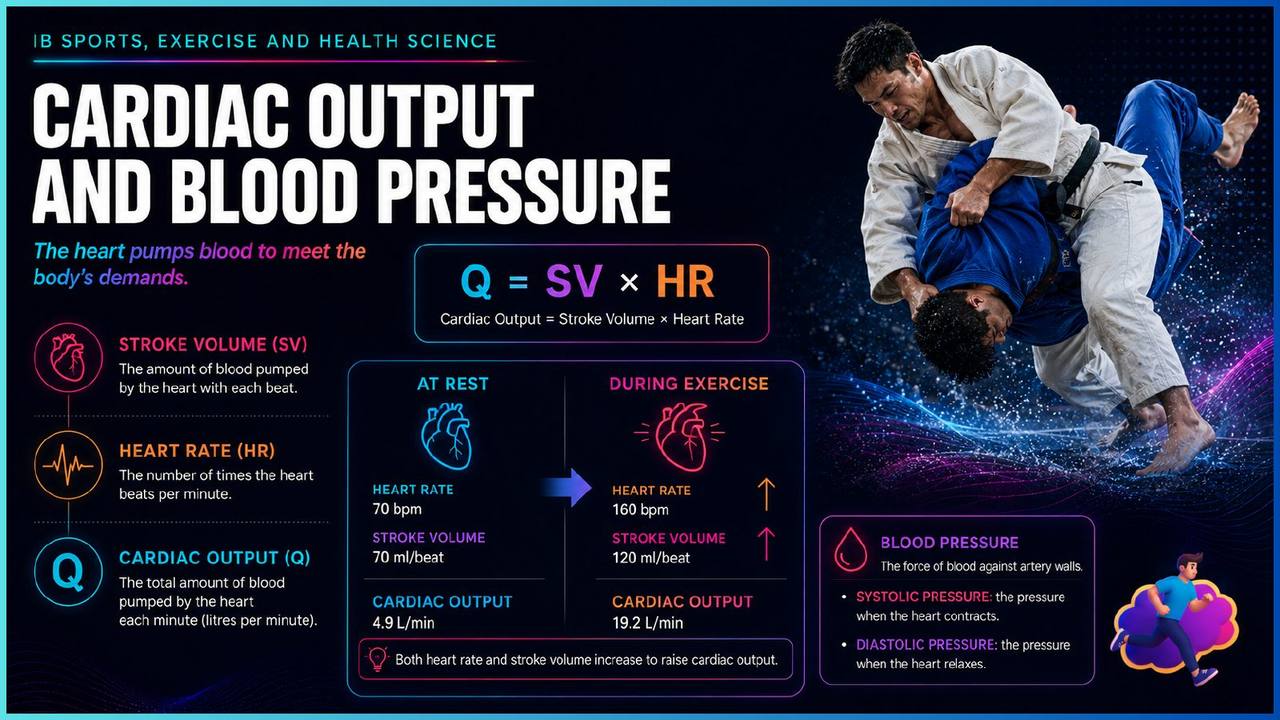 IB SPORTS, EXERCISE AND HEALTH SCIENCE
CARDIAC OUTPUT
AND BLOOD PRESSURE
The heart pumps blood to meet the
body's demands.
Q = SV × HR
Cardiac Output = Stroke Volume × Heart Rate
STROKE VOLUME (SV)
The amount of blood pumped
by the heart with each beat.
HEART RATE (HR)
The number of times the heart
beats per minute.
Q
CARDIAC OUTPUT (Q)
The total amount of blood
pumped by the heart
each minute (litres per minute).
AT REST
HEART RATE
70 bpm
STROKE VOLUME
70 ml/beat
CARDIAC OUTPUT
4.9 L/min
DURING EXERCISE
HEART RATE
160 bpm
STROKE VOLUME
120 ml/beat
CARDIAC OUTPUT
19.2 L/min
Both heart rate and stroke volume increase to raise cardiac output.
BLOOD PRESSURE
The force of blood against artery walls.
• SYSTOLIC PRESSURE: the pressure
when the heart contracts.
• DIASTOLIC PRESSURE: the pressure
when the heart relaxes.